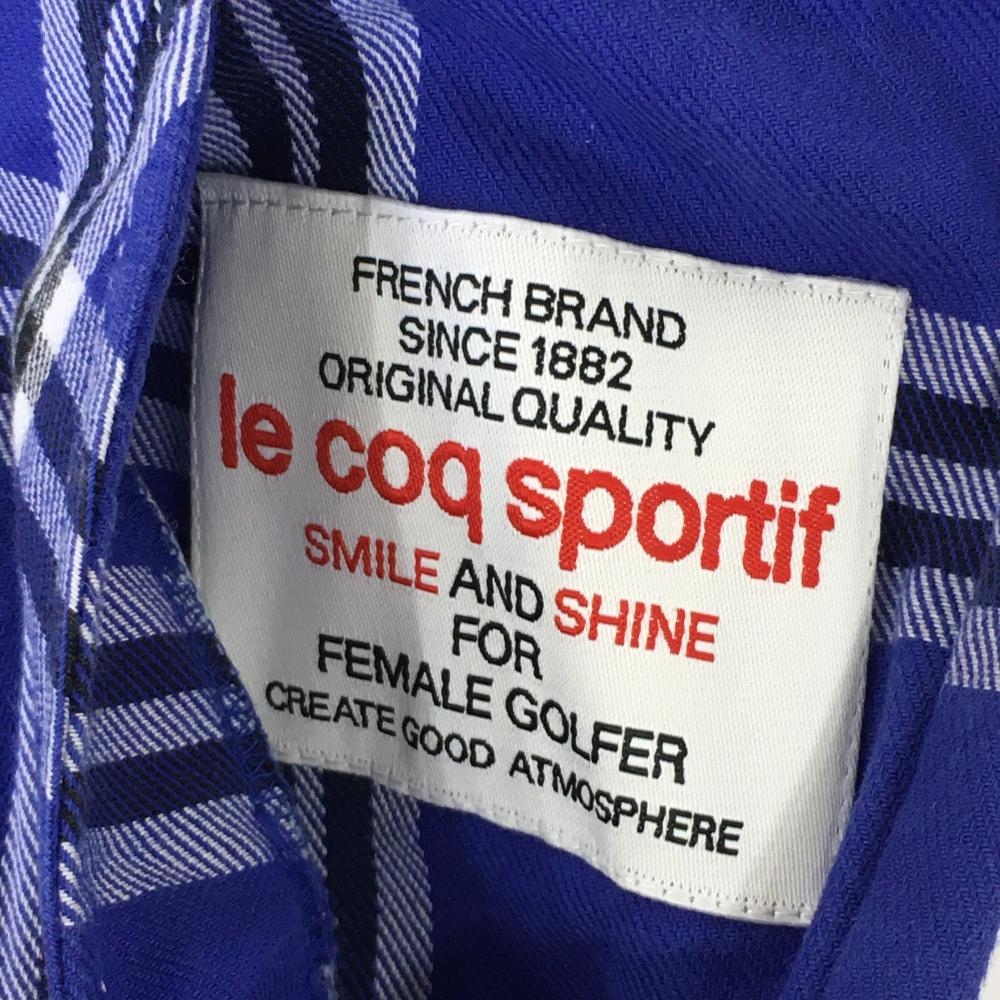 FRENCH BRAND
SINCE 1882
ORIGINAL QUALITY
le coq sportif
SMILE AND SHINE
FOR
FEMALE GOLFER
CREATE GOOD ATMOSPHERE